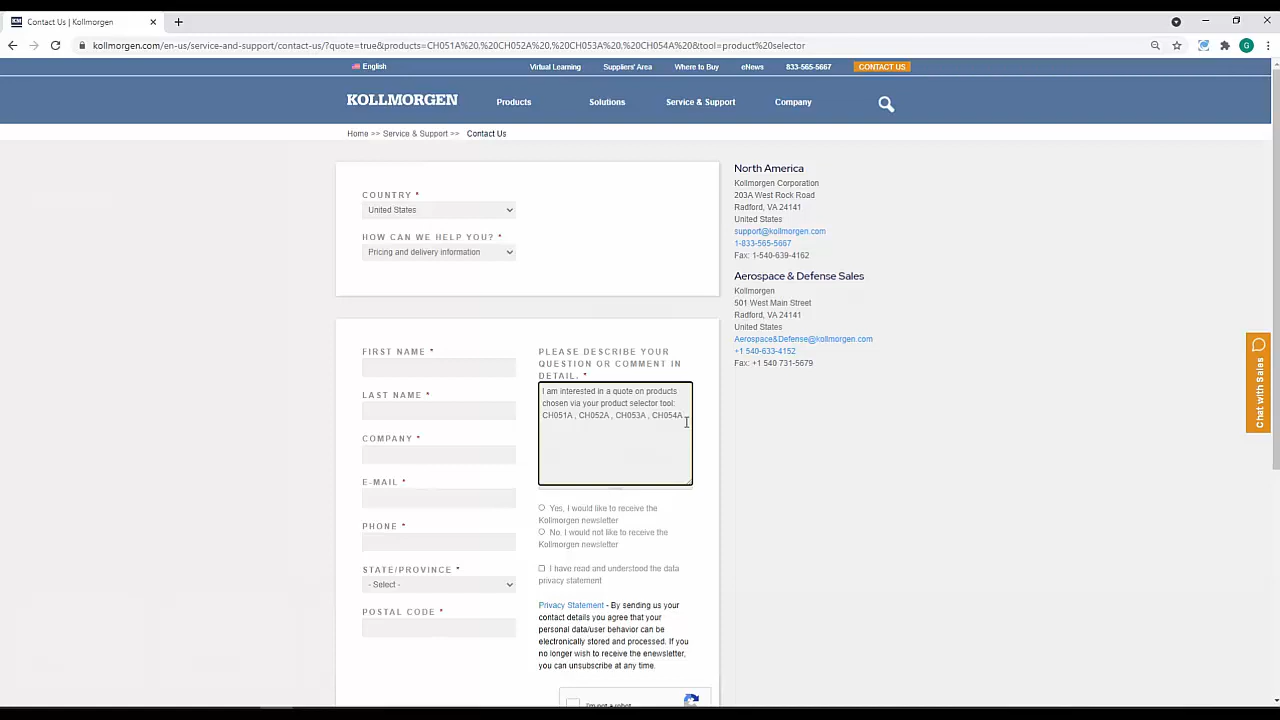 Contact Us | Kollmorgen
kollmorgen.com/en-us/service-and-support/contact-us/?quote=true&products=CH051A%20.%20CH052A%20.%20CH053A%20.%20CH054A%20&tool=product%20selector
G
English
Virtual Learning
Suppliers' Area
Where to Buy
eNews
833-565-5667
CONTACT US
KOLLMORGEN
Products
Solutions
Service & Support
Company
Home >> Service & Support >> Contact Us
COUNTRY *
United States
HOW CAN WE HELP YOU? *
Pricing and delivery information
FIRST NAME *
LAST NAME *
COMPANY *
E-MAIL *
PHONE *
STATE/PROVINCE *
- Select -
POSTAL CODE *
PLEASE DESCRIBE YOUR
QUESTION OR COMMENT IN
DETAIL. *
I am interested in a quote on products
chosen via your product selector tool:
CH051A , CH052A , CH053A , CH054A
Yes, I would like to receive the
Kollmorgen newsletter
No, I would not like to receive the
Kollmorgen newsletter
I have read and understood the data
privacy statement
Privacy Statement - By sending us your
contact details you agree that your
personal data/user behavior can be
electronically stored and processed. If you
no longer wish to receive the enewsletter,
you can unsubscribe at any time.
I'm not a robot
North America
Kollmorgen Corporation
203A West Rock Road
Radford, VA 24141
United States
support@kollmorgen.com
1-833-565-5667
Fax: 1-540-639-4162
Aerospace & Defense Sales
Kollmorgen
501 West Main Street
Radford, VA 24141
United States
Aerospace&Defense@kollmorgen.com
+1 540-633-4152
Fax: +1 540 731-5679
Chat with Sales